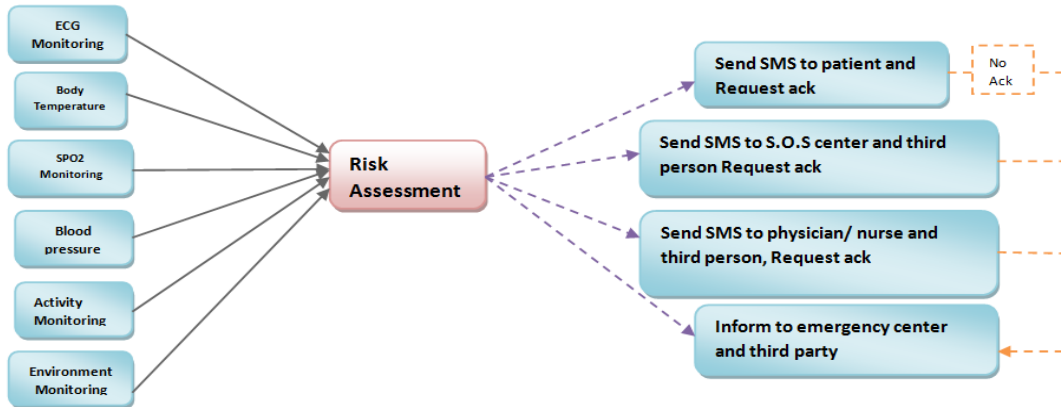 ECG
Monitoring
Body
Temperature
SPO2
Monitoring
Blood
pressure
Activity
Monitoring
Environment
Monitoring
Risk
Assessment
Send SMS to patient and
Request ack
No
Ack
Send SMS to S.O.S center and third
person Request ack
Send SMS to physician/ nurse and
third person, Request ack
Inform to emergency center
and third party